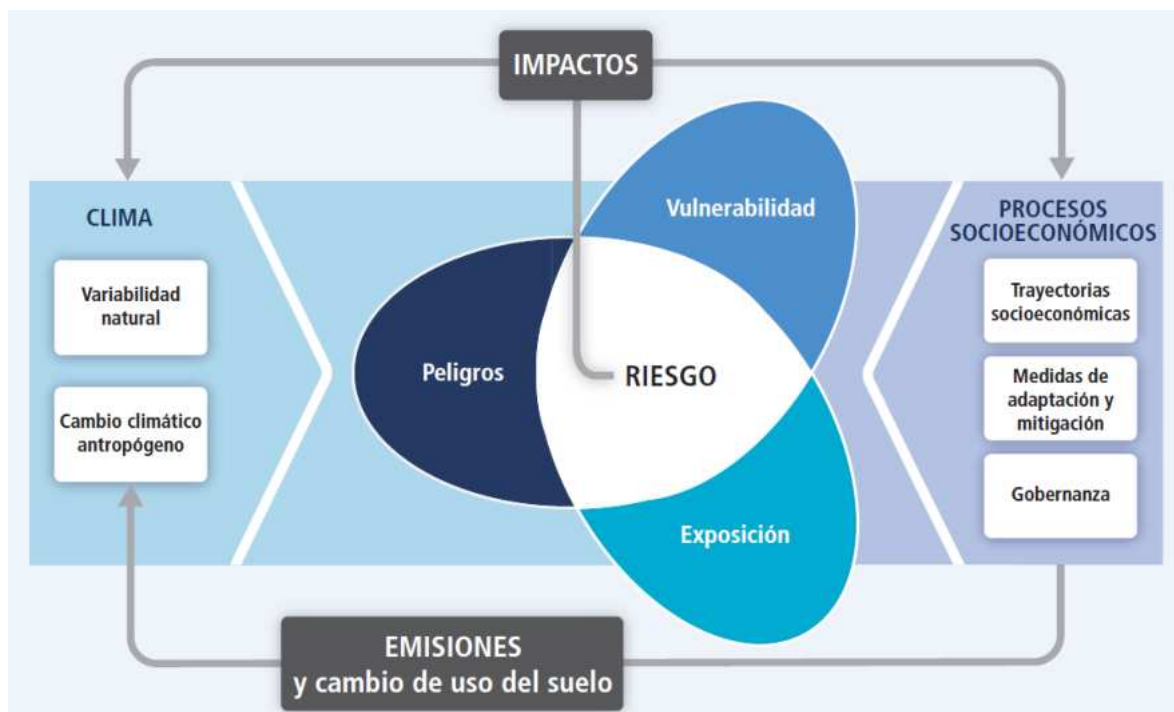 IMPACTOS
CLIMA
Variabilidad
natural
Cambio climático
antropógeno
Vulnerabilidad
Peligros
RIESGO
Exposición
PROCESOS
SOCIOECONÓMICOS
Trayectorias
socioeconómicas
Medidas de
adaptación y
mitigación
Gobernanza
EMISIONES
y cambio de uso del suelo